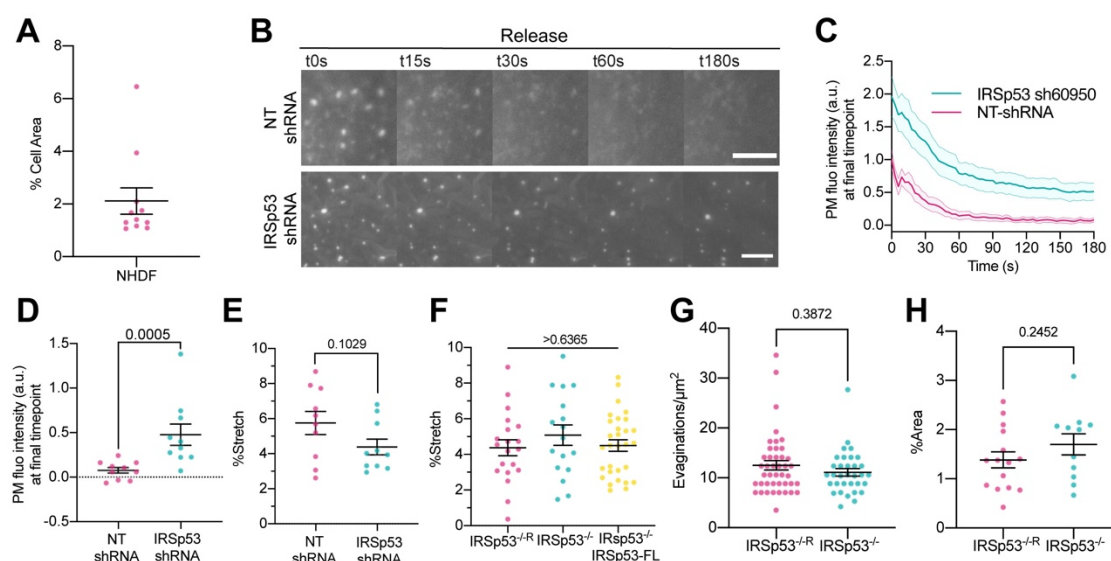 A
8
6
4
2
0
% Cell Area
NHDF
B
Release
t0s t15s t30s t60s t180s
NT
shRNA
IRSp53
shRNA
C
2.5
2.0
1.5
1.0
0.5
0.0
PM fluo intensity (a.u.)
at final timepoint
IRSp53 sh60950
NT-shRNA
0 30 60 90 120 150 180
Time (s)
D
0.0005
1.5
1.0
0.5
0.0
-0.5
PM fluo intensity (a.u.)
at final timepoint
NT
shRNA
IRSp53
shRNA
E
0.1029
10
8
6
4
2
0
%Stretch
NT
shRNA
IRSp53
shRNA
F
>0.6365
10
8
6
4
2
0
%Stretch
IRSp53-/-R IRSp53-/- IRsp53-/-
IRSp53-FL
G
0.3872
40
30
20
10
0
Evaginations/µm²
IRSp53-/-R IRSp53-/-
H
0.2452
4
3
2
1
0
%Area
IRSp53-/-R IRSp53-/-